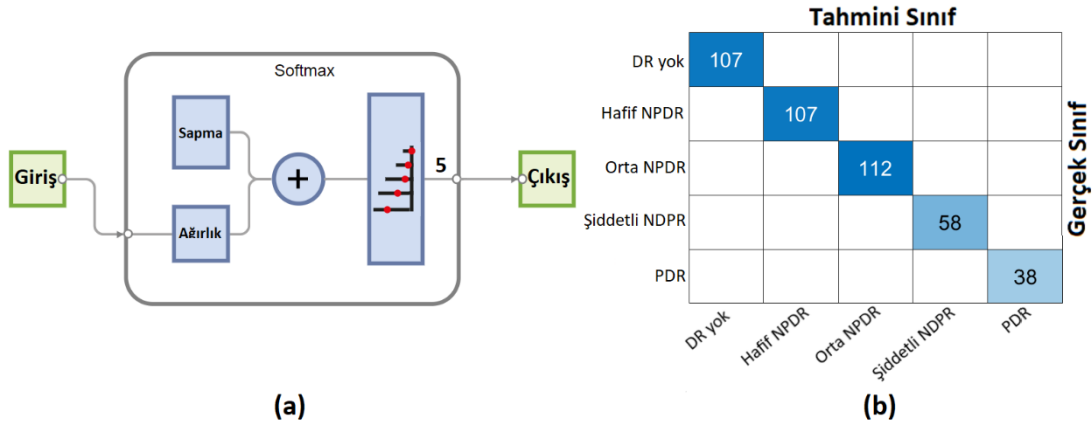 Softmax
Sapma
Giriş
Ağırlık
+
5
Çıkış
(a)
Tahmini Sınıf
DR yok
107
Hafif NPDR
107
Orta NPDR
112
Şiddetli NDPR
58
PDR
38
Gerçek Sınıf
DR yok
Hafif NPDR
Orta NPDR
Şiddetli NDPR
PDR
(b)